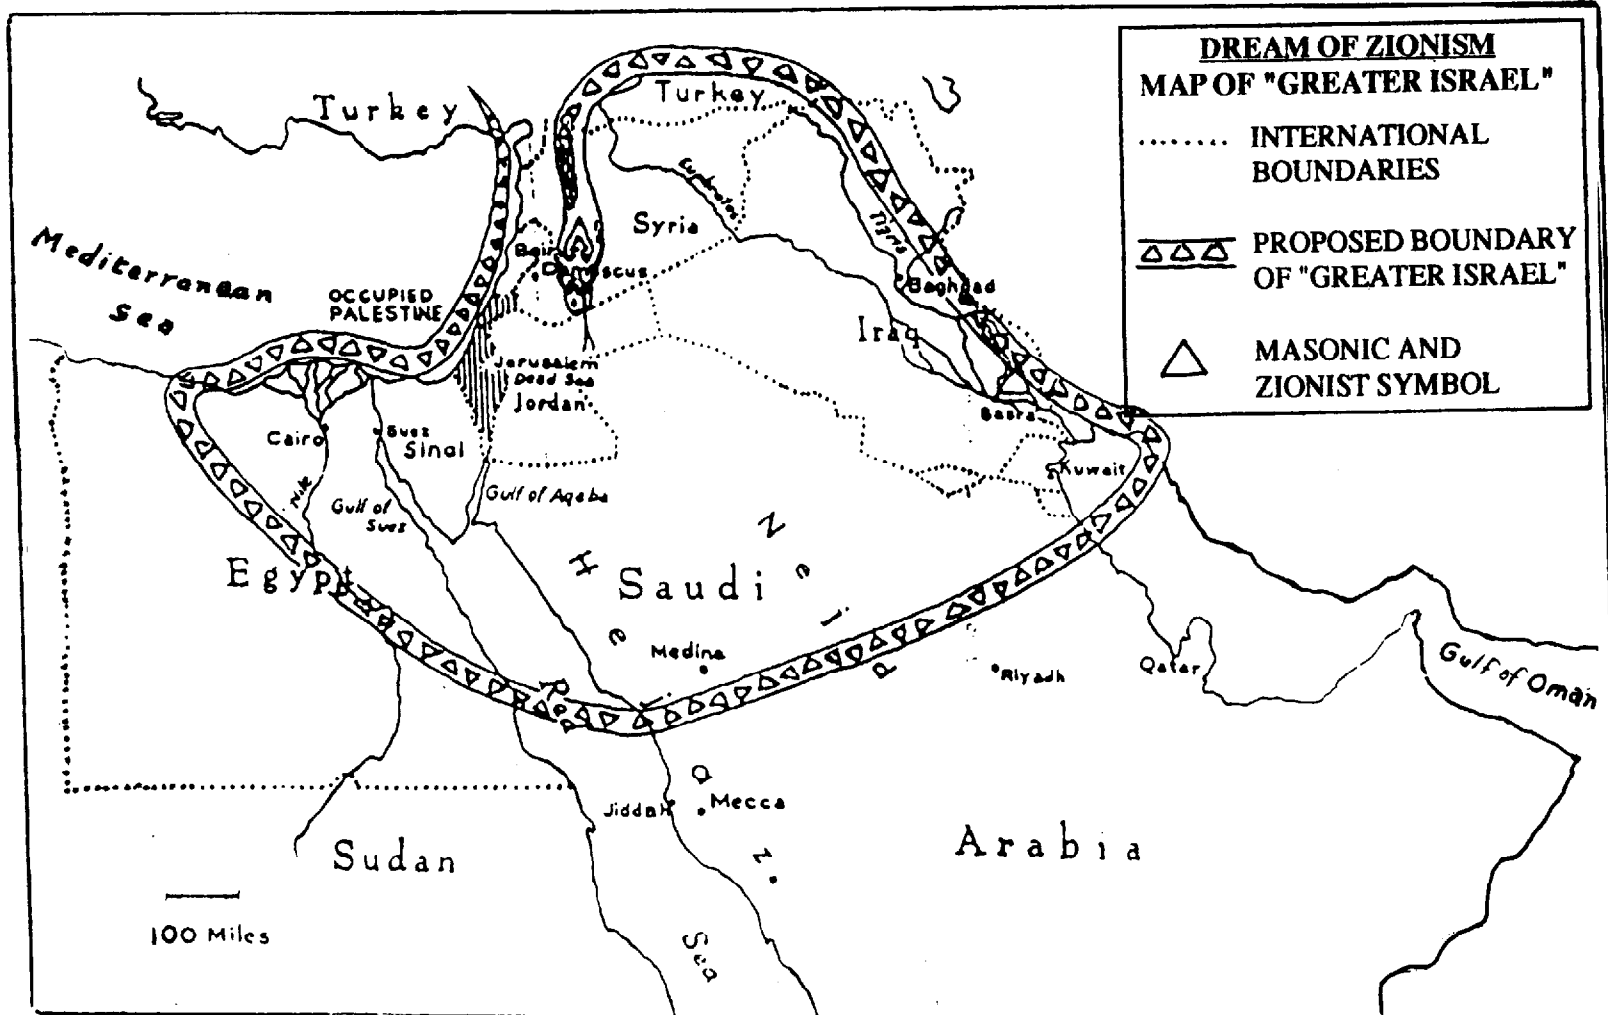 DREAM OF ZIONISM
MAP OF "GREATER ISRAEL"
INTERNATIONAL
BOUNDARIES
PROPOSED BOUNDARY
OF "GREATER ISRAEL"
MASONIC AND
ZIONIST SYMBOL
Turkey
Turkey
Mediterranean
Sea
OCCUPIED
PALESTINE
Syria
Euphrates
Tigris
Baghdad
Iraq
Basra
Kuwait
Jerusalem
Dead Sea
Jordan
Cairo
Suez
Sinai
Nile
Gulf of
Suez
Gulf of Aqaba
Egypt
Saudi
Nejd
Hejaz
Medina
Riyadh
Qatar
Gulf of Oman
Jiddah
Mecca
Arabia
Sudan
Red
Sea
100 Miles